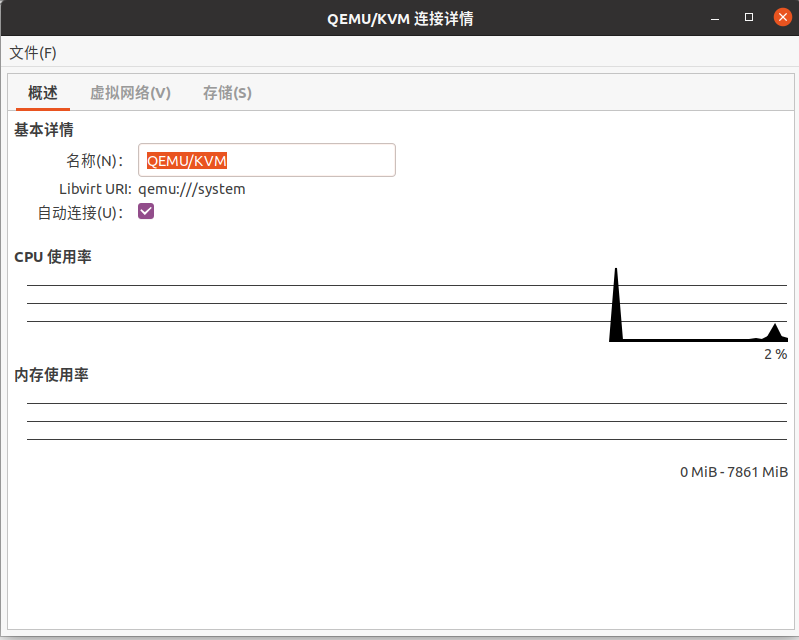 QEMU/KVM 连接详情
文件(F)
概述 虚拟网络(V) 存储(S)
基本详情
名称(N)： QEMU/KVM
Libvirt URI: qemu:///system
自动连接(U)：
CPU 使用率
2 %
内存使用率
0 MiB - 7861 MiB